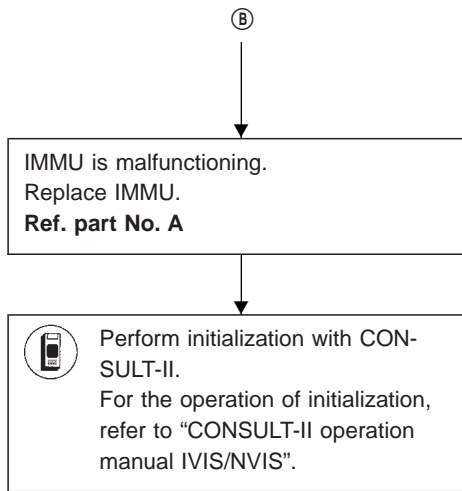 Ⓑ
IMMU is malfunctioning.
Replace IMMU.
Ref. part No. A
Perform initialization with CON-
SULT-II.
For the operation of initialization,
refer to “CONSULT-II operation
manual IVIS/NVIS”.